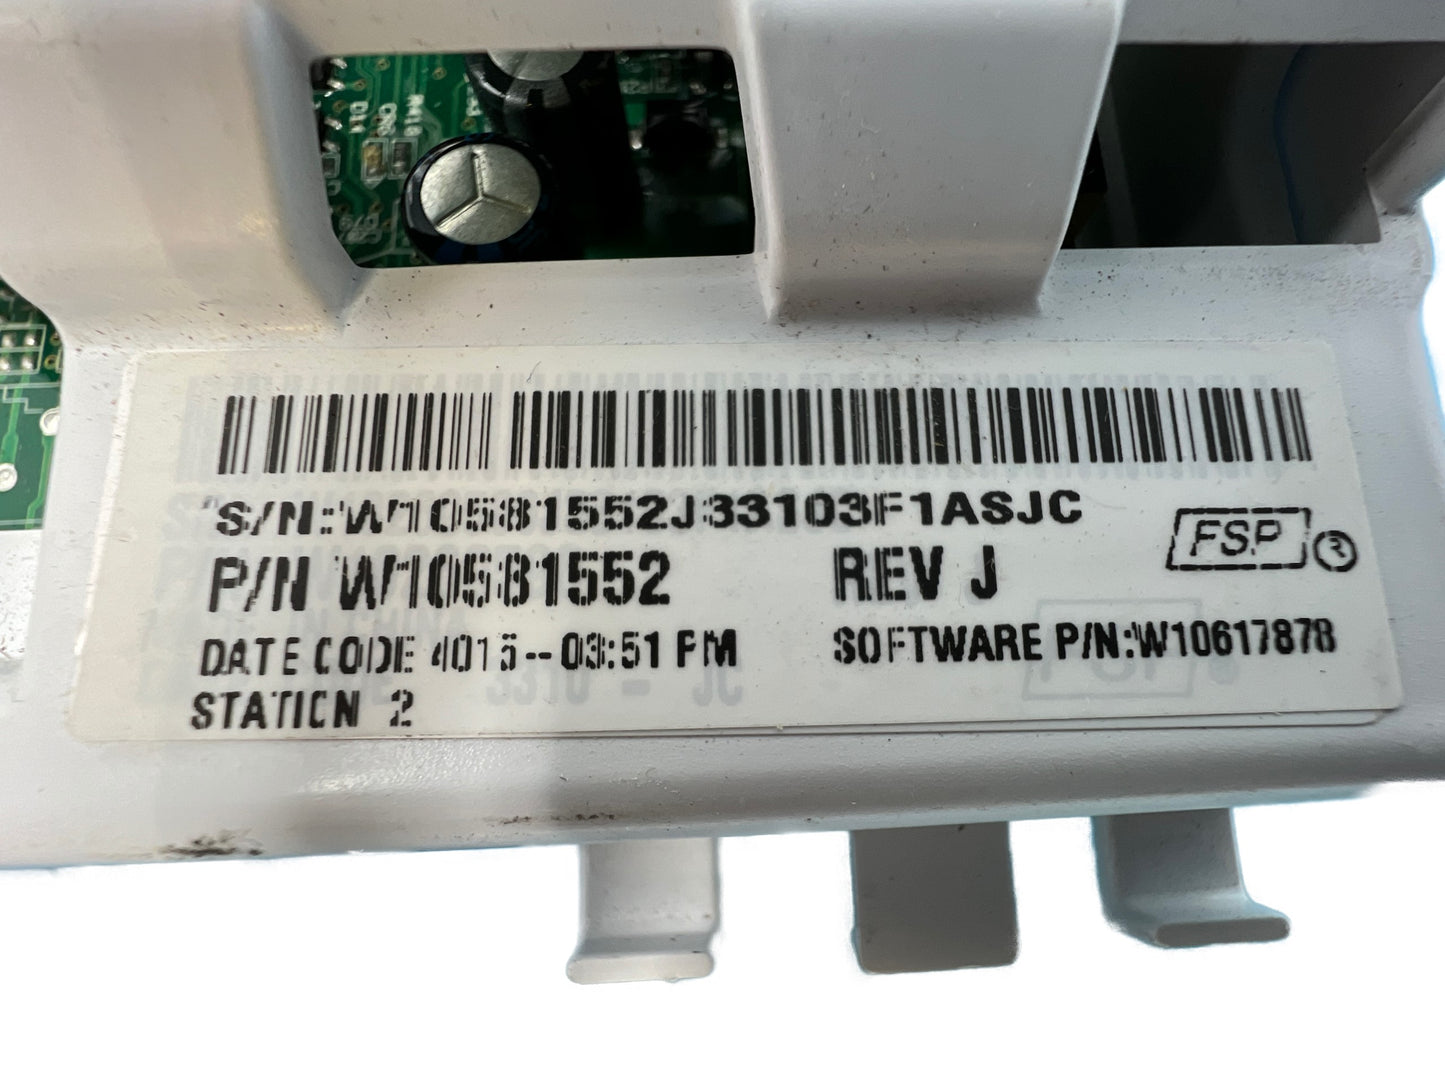 S/N:W10581552J33103F1ASJC
P/N W10581552 REV J FSP R
DATE CODE 4015--03:51 PM SOFTWARE P/N:W10617878
STATION 2